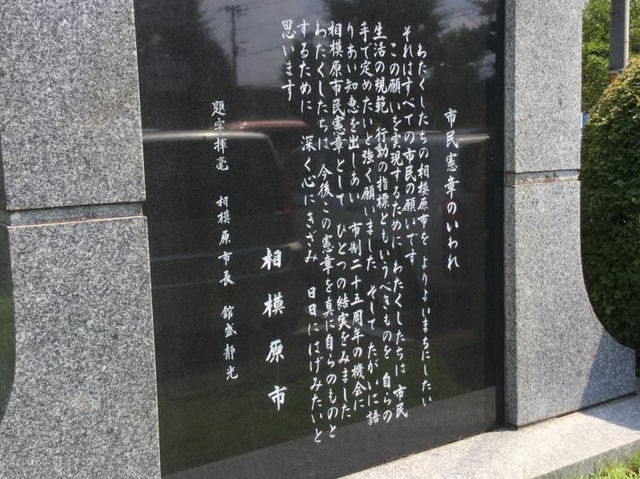 市民憲章のいわれ
わたくしたちの相模原市を よりよいまちにしたい
それはすべての市民の願いです
この願いを実現するために わたくしたちは 市民
生活の規範 行動の指標ともいうべきものを 自らの
手で定めたいと強く願いました そして たがいに語
りあい知恵を出しあい 市制二十五周年の機会に
相模原市民憲章として ひとつの結実をみました
わたくしたちは 今後、この憲章を真に自らのものと
するために 深く心にきざみ 日日にはげみたいと
思います
相模原市
題字揮毫 相模原市長 舘盛静光